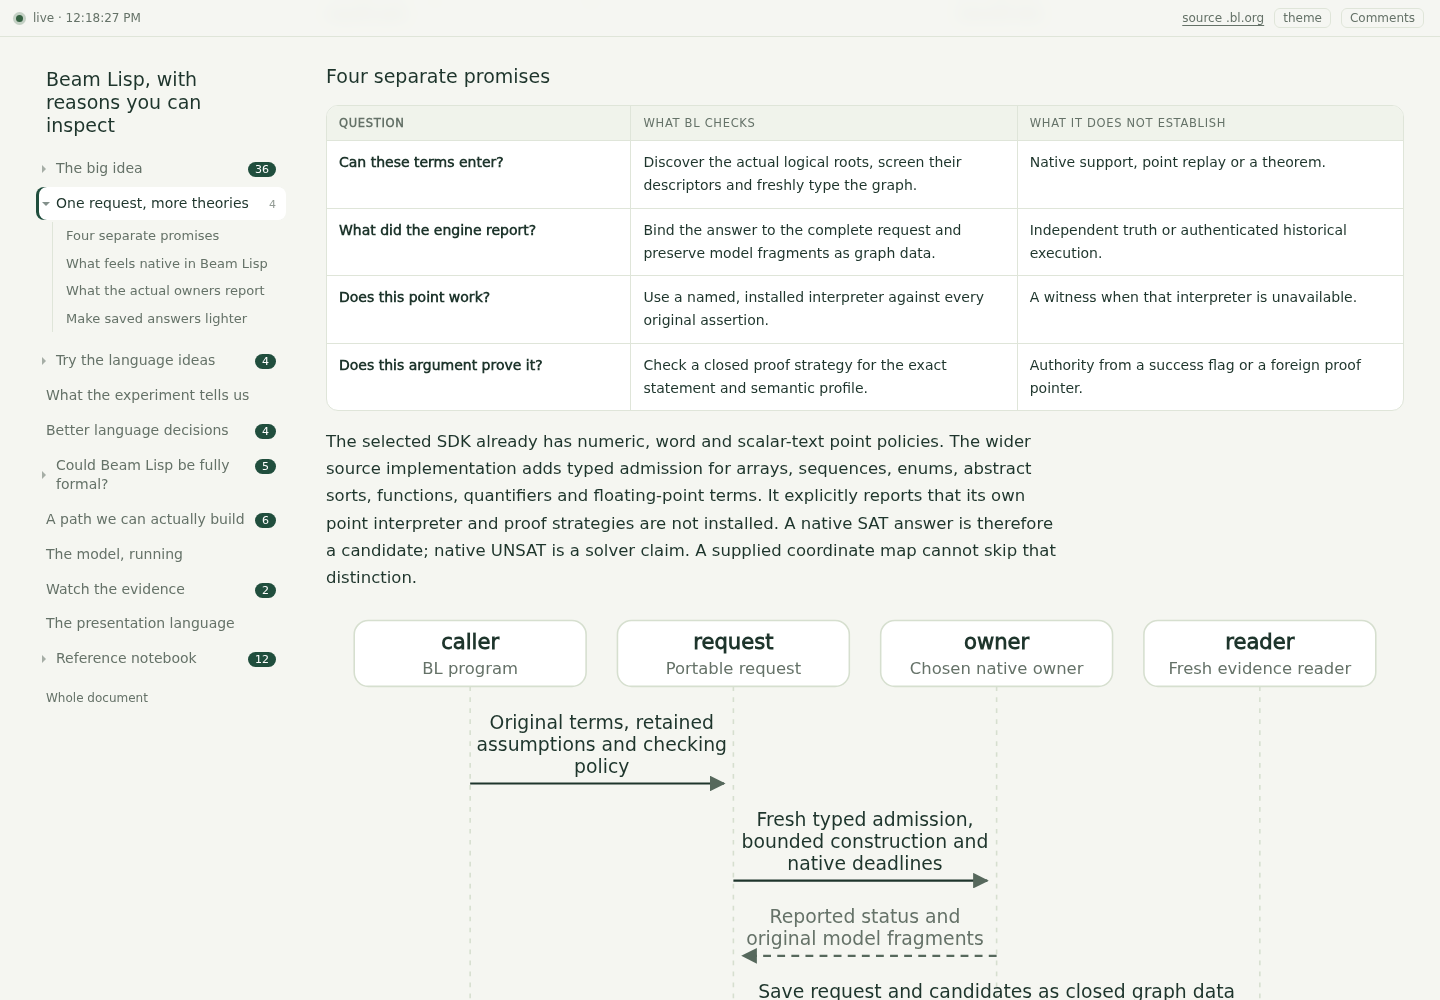 live · 12:18:27 PM
source .bl.org
theme
Comments
Beam Lisp, with
reasons you can
inspect
The big idea
36
One request, more theories
4
Four separate promises
What feels native in Beam Lisp
What the actual owners report
Make saved answers lighter
Try the language ideas
4
What the experiment tells us
Better language decisions
4
Could Beam Lisp be fully
formal?
5
A path we can actually build
6
The model, running
Watch the evidence
2
The presentation language
Reference notebook
12
Whole document
Four separate promises
QUESTION
WHAT BL CHECKS
WHAT IT DOES NOT ESTABLISH
Can these terms enter?
Discover the actual logical roots, screen their
descriptors and freshly type the graph.
Native support, point replay or a theorem.
What did the engine report?
Bind the answer to the complete request and
preserve model fragments as graph data.
Independent truth or authenticated historical
execution.
Does this point work?
Use a named, installed interpreter against every
original assertion.
A witness when that interpreter is unavailable.
Does this argument prove it?
Check a closed proof strategy for the exact
statement and semantic profile.
Authority from a success flag or a foreign proof
pointer.
The selected SDK already has numeric, word and scalar-text point policies. The wider
source implementation adds typed admission for arrays, sequences, enums, abstract
sorts, functions, quantifiers and floating-point terms. It explicitly reports that its own
point interpreter and proof strategies are not installed. A native SAT answer is therefore
a candidate; native UNSAT is a solver claim. A supplied coordinate map cannot skip that
distinction.
caller
BL program
request
Portable request
owner
Chosen native owner
reader
Fresh evidence reader
Original terms, retained
assumptions and checking
policy
Fresh typed admission,
bounded construction and
native deadlines
Reported status and
original model fragments
Save request and candidates as closed graph data